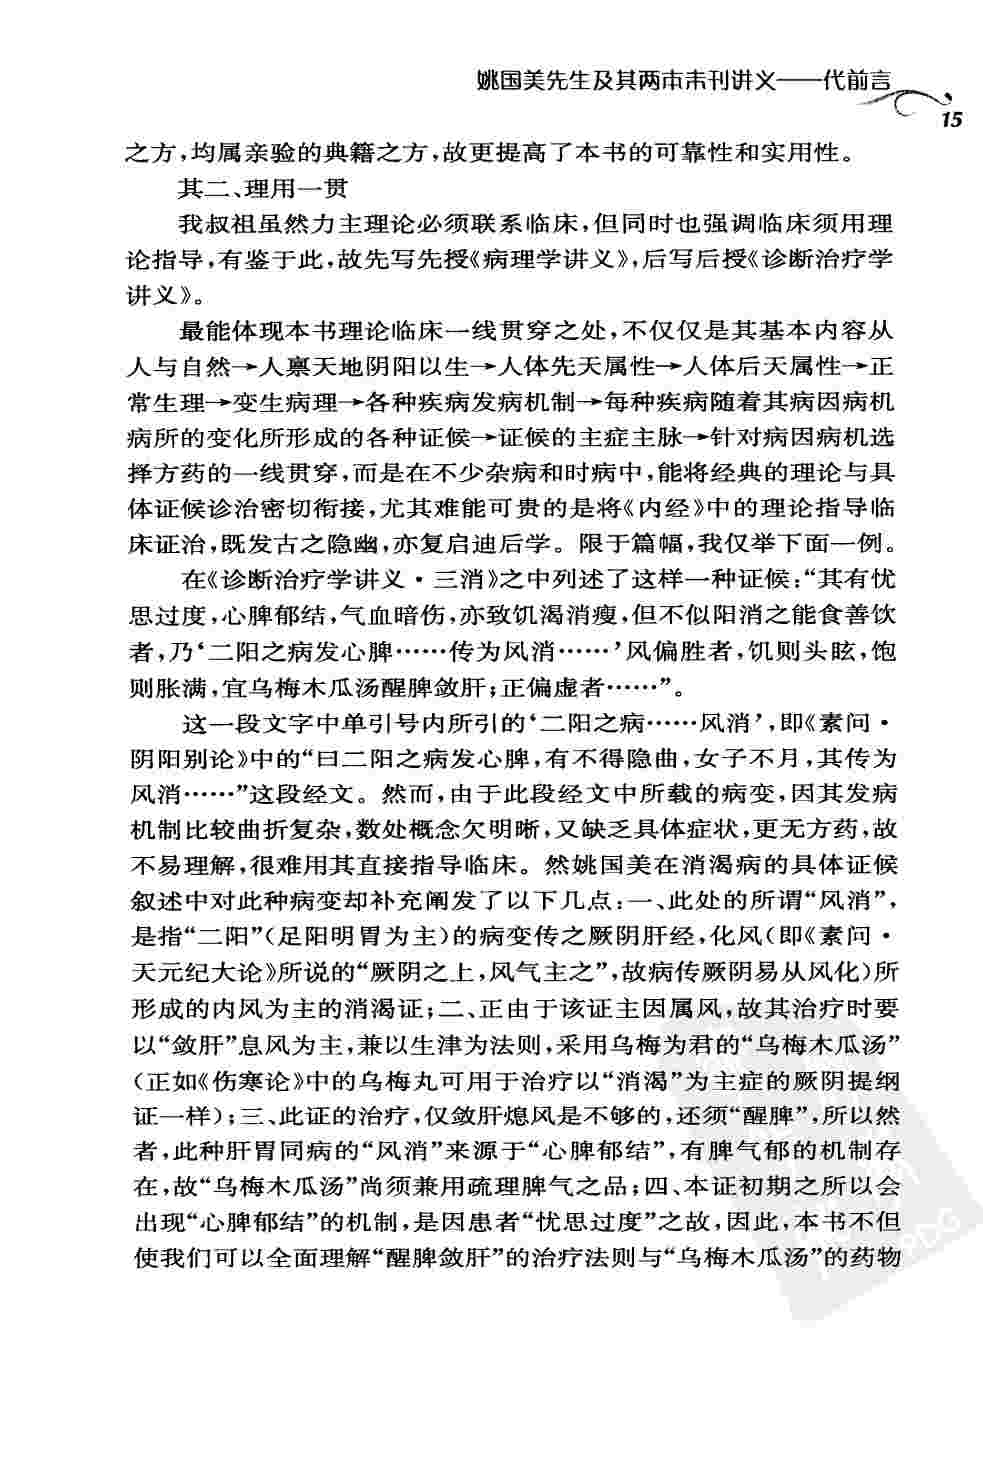 姚国美先生及其两本未刊讲义——代前言
15
之方,均属亲验的典籍之方,故更提高了本书的可靠性和实用性。
其二、理用一贯
我叔祖虽然力主理论必须联系临床,但同时也强调临床须用理
论指导,有鉴于此,故先写先授《病理学讲义》,后写后授《诊断治疗学
讲义》。
最能体现本书理论临床一线贯穿之处,不仅仅是其基本内容从
人与自然→人禀天地阴阳以生→人体先天属性→人体后天属性→正
常生理→变生病理→各种疾病发病机制→每种疾病随着其病因病机
病所的变化所形成的各种证候→证候的主症主脉→针对病因病机选
择方药的一线贯穿,而是在不少杂病和时病中,能将经典的理论与具
体证候诊治密切衔接,尤其难能可贵的是将《内经》中的理论指导临
床证治,既发古之隐幽,亦复启迪后学。限于篇幅,我仅举下面一例。
在《诊断治疗学讲义·三消》之中列述了这样一种证候:“其有忧
思过度,心脾郁结,气血暗伤,亦致饥渴消瘦,但不似阳消之能食善饮
者,乃‘二阳之病发心脾……传为风消……’风偏胜者,饥则头眩,饱
则胀满,宜乌梅木瓜汤醒脾敛肝;正偏虚者……”。
这一段文字中单引号内所引的‘二阳之病……风消’,即《素问·
阴阳别论》中的“曰二阳之病发心脾,有不得隐曲,女子不月,其传为
风消……”这段经文。然而,由于此段经文中所载的病变,因其发病
机制比较曲折复杂,数处概念欠明晰,又缺乏具体症状,更无方药,故
不易理解,很难用其直接指导临床。然姚国美在消渴病的具体证候
叙述中对此种病变却补充阐发了以下几点:一、此处的所谓“风消”,
是指“二阳”(足阳明胃为主)的病变传之厥阴肝经,化风(即《素问·
天元纪大论》所说的“厥阴之上,风气主之”,故病传厥阴易从风化)所
形成的内风为主的消渴证;二、正由于该证主因属风,故其治疗时要
以“敛肝”息风为主,兼以生津为法则,采用乌梅为君的“乌梅木瓜汤”
(正如《伤寒论》中的乌梅丸可用于治疗以“消渴”为主症的厥阴提纲
证一样);三、此证的治疗,仅敛肝熄风是不够的,还须“醒脾”,所以然
者,此种肝胃同病的“风消”来源于“心脾郁结”,有脾气郁的机制存
在,故“乌梅木瓜汤”尚须兼用疏理脾气之品;四、本证初期之所以会
出现“心脾郁结”的机制,是因患者“忧思过度”之故,因此,本书不但
使我们可以全面理解“醒脾敛肝”的治疗法则与“乌梅木瓜汤”的药物